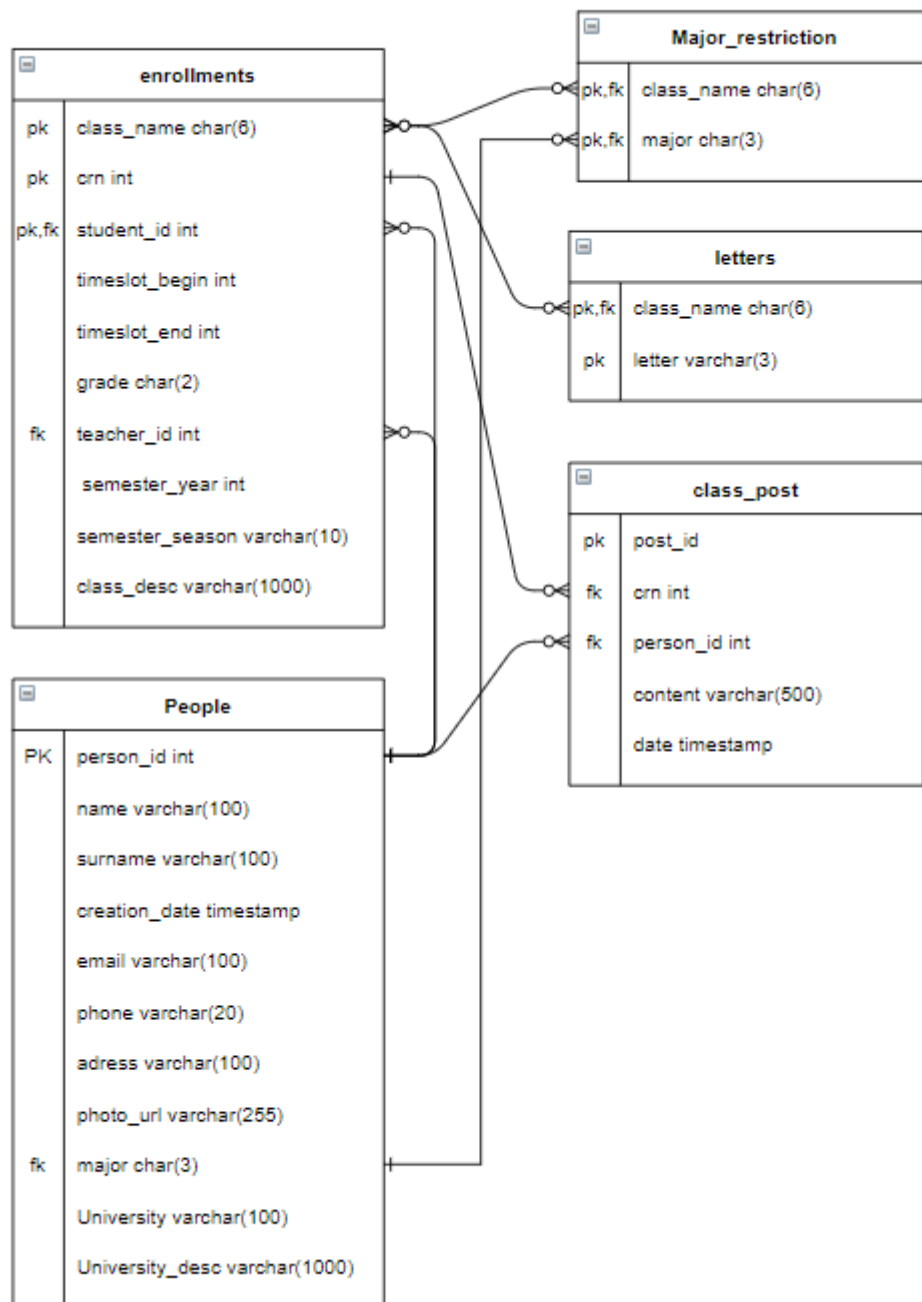 enrollments
pk class_name char(6)
pk crn int
pk,fk student_id int
timeslot_begin int
timeslot_end int
grade char(2)
fk teacher_id int
semester_year int
semester_season varchar(10)
class_desc varchar(1000)
People
PK person_id int
name varchar(100)
surname varchar(100)
creation_date timestamp
email varchar(100)
phone varchar(20)
adress varchar(100)
photo_url varchar(255)
fk major char(3)
University varchar(100)
University_desc varchar(1000)
Major_restriction
pk,fk class_name char(6)
pk,fk major char(3)
letters
pk,fk class_name char(6)
pk letter varchar(3)
class_post
pk post_id
fk crn int
fk person_id int
content varchar(500)
date timestamp